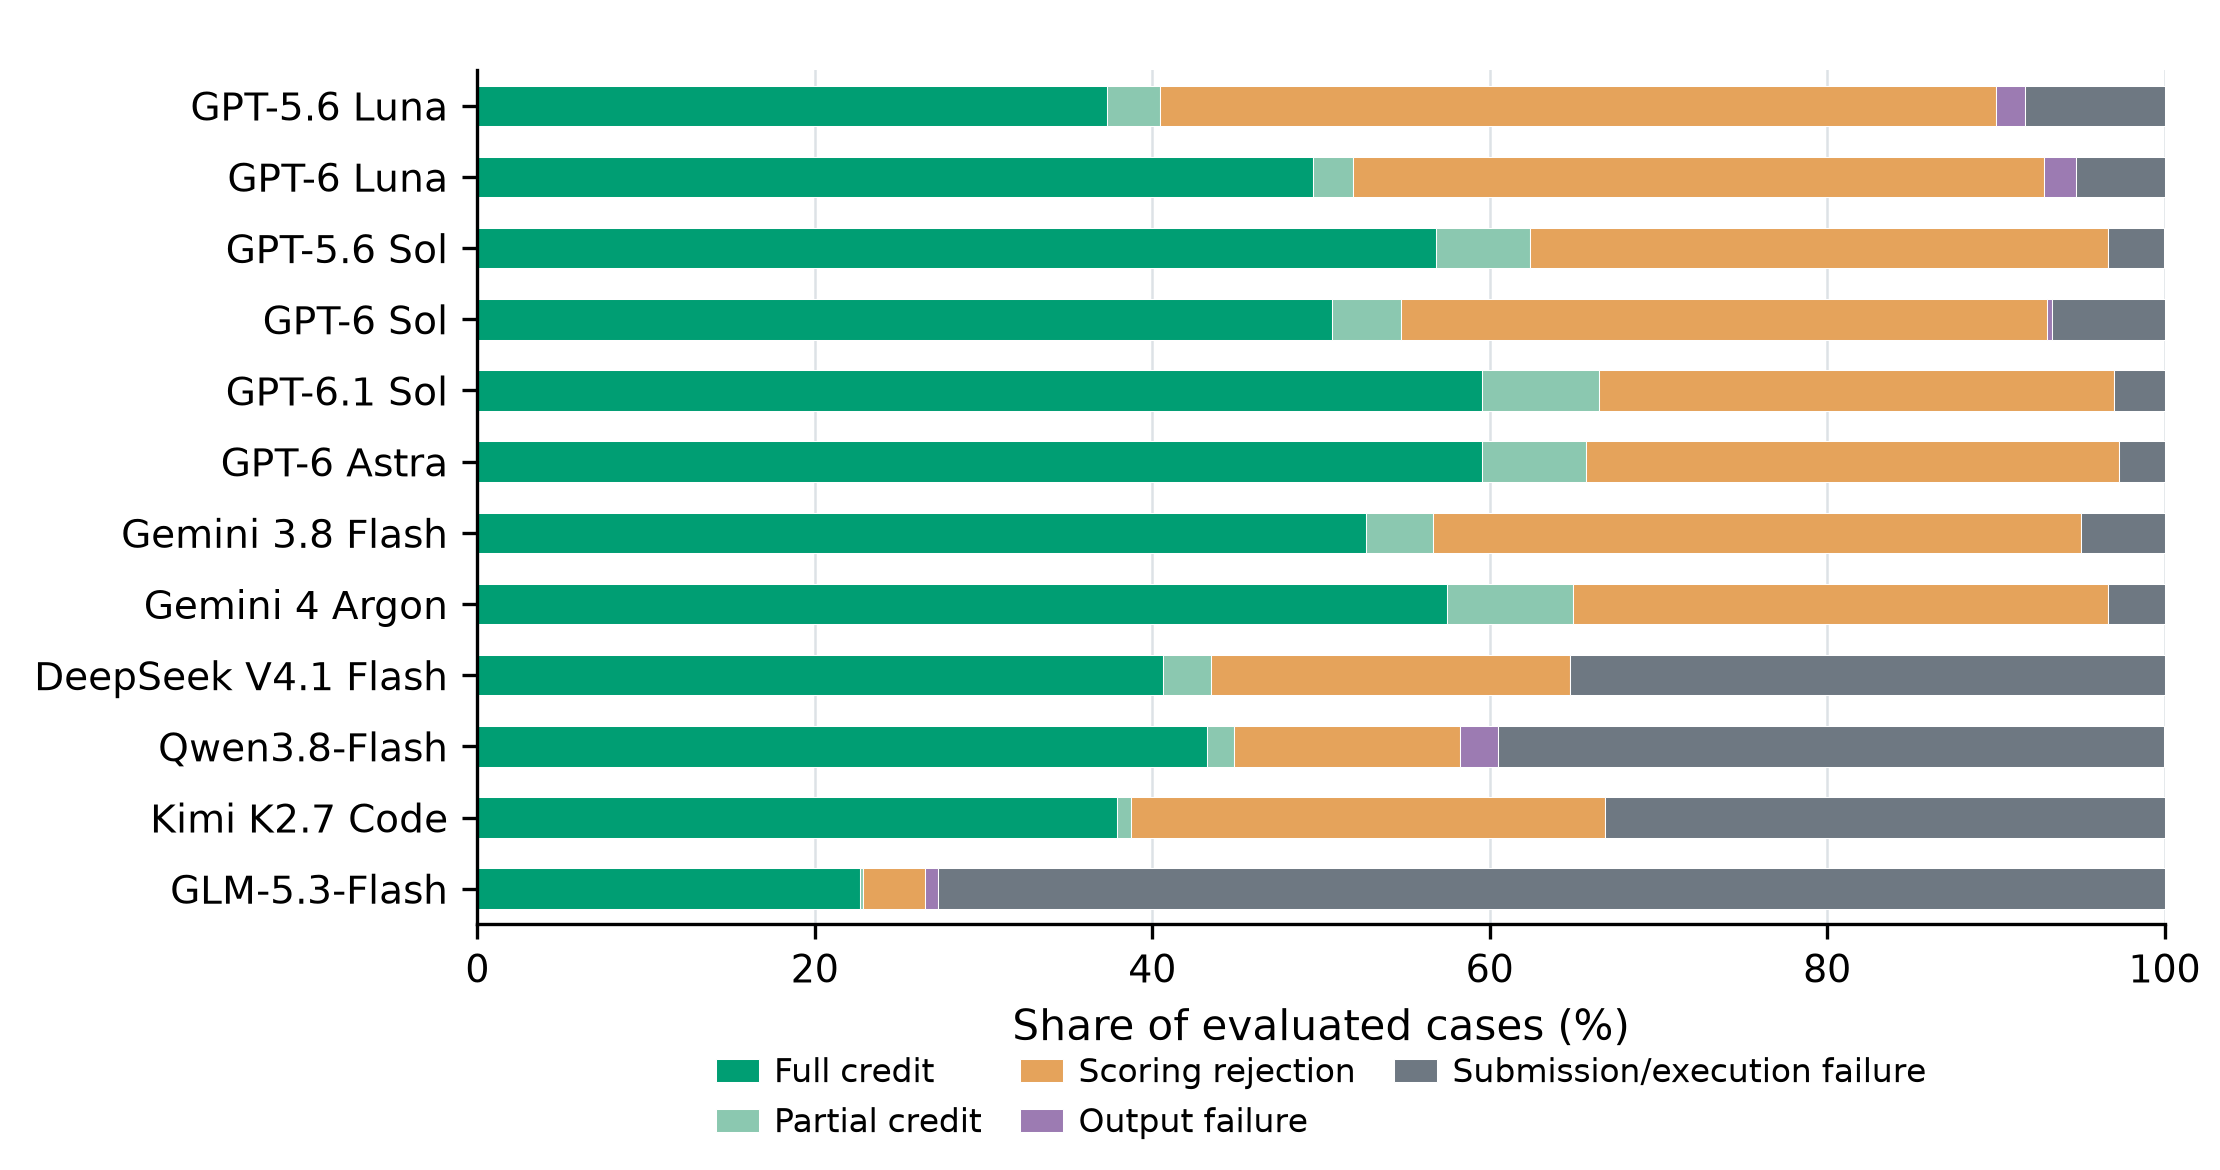 GPT-5.6 Luna
GPT-6 Luna
GPT-5.6 Sol
GPT-6 Sol
GPT-6.1 Sol
GPT-6 Astra
Gemini 3.8 Flash
Gemini 4 Argon
DeepSeek V4.1 Flash
Qwen3.8-Flash
Kimi K2.7 Code
GLM-5.3-Flash
0 20 40 60 80 100
Share of evaluated cases (%)
Full credit Scoring rejection Submission/execution failure
Partial credit Output failure